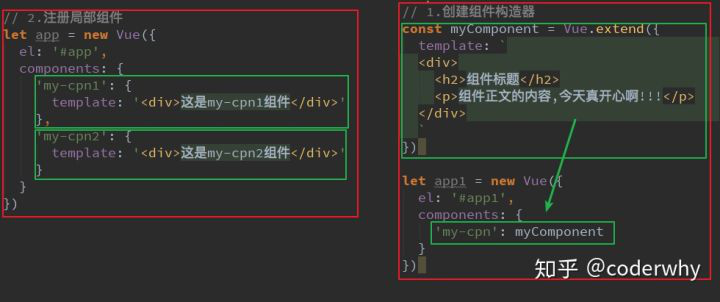 // 2.注册局部组件
let app = new Vue({
  el: '#app',
  components: {
    'my-cpn1': {
      template: '<div>这是my-cpn1组件</div>'
    },
    'my-cpn2': {
      template: '<div>这是my-cpn2组件</div>'
    }
  }
})
// 1.创建组件构造器
const myComponent = Vue.extend({
  template: `
  <div>
    <h2>组件标题</h2>
    <p>组件正文的内容,今天真开心啊!!!</p>
  </div>
  `
})
let app1 = new Vue({
  el: '#app1',
  components: {
    'my-cpn': myComponent
  }
})
知乎 @coderwhy